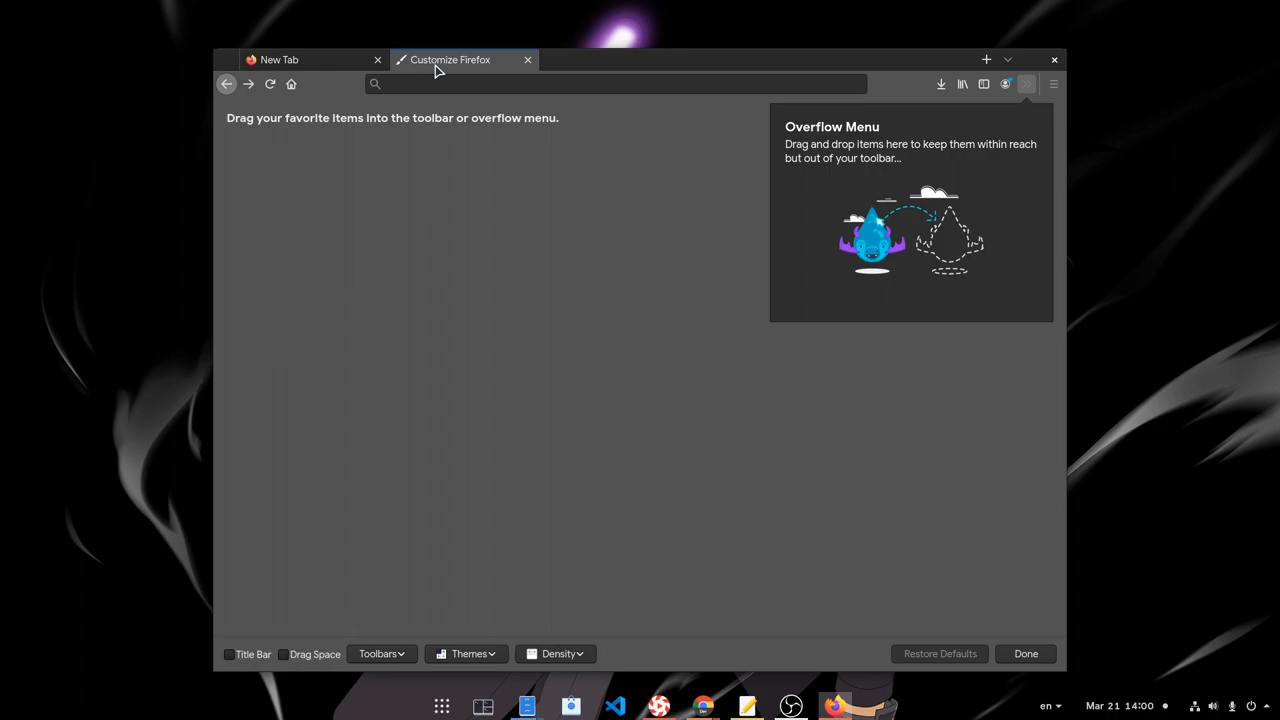 New Tab
Customize Firefox
Drag your favorite items into the toolbar or overflow menu.
Overflow Menu
Drag and drop items here to keep them within reach
but out of your toolbar...
Title Bar
Drag Space
Toolbars
Themes
Density
Restore Defaults
Done
Dev
en
Mar 21 14:00